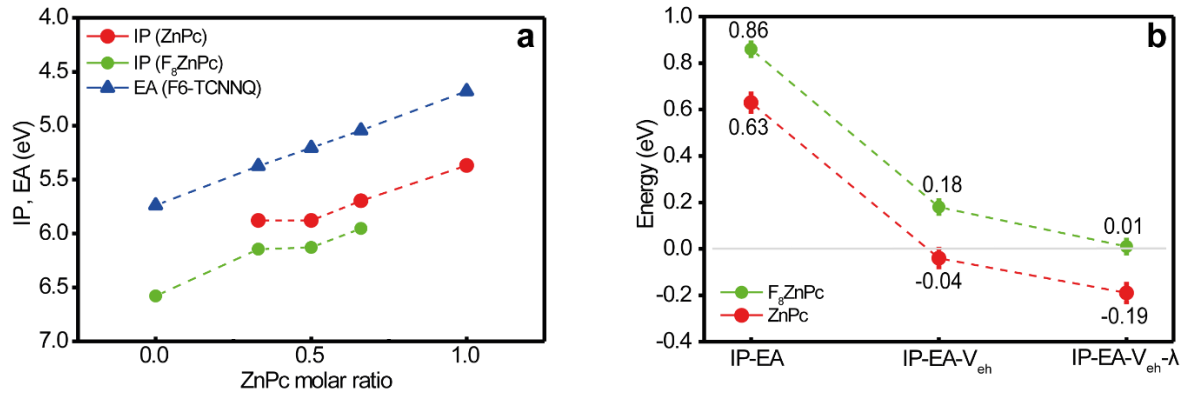 a
IP (ZnPc)
IP (F₈ZnPc)
EA (F6-TCNNQ)
IP, EA (eV)
4.0
4.5
5.0
5.5
6.0
6.5
7.0
0.0 0.5 1.0
ZnPc molar ratio
b
Energy (eV)
1.0
0.8
0.6
0.4
0.2
0.0
-0.2
-0.4
0.86
0.63
0.18
-0.04
0.01
-0.19
F₈ZnPc
ZnPc
IP-EA IP-EA-Vₑₕ IP-EA-Vₑₕ-λ